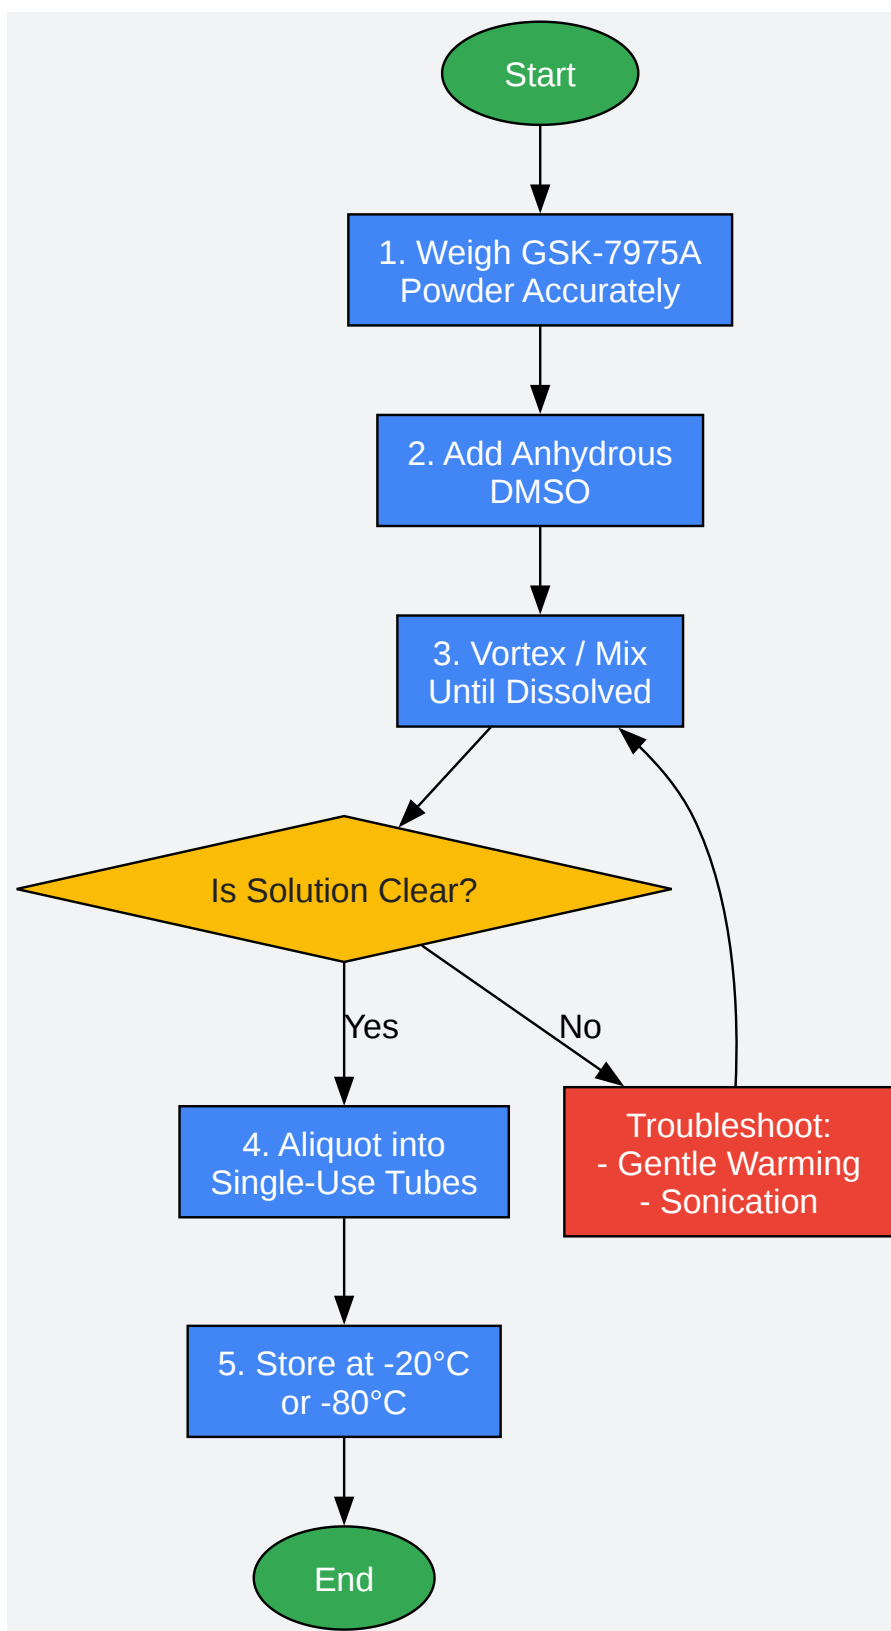 Start
1. Weigh GSK-7975A
Powder Accurately
2. Add Anhydrous
DMSO
3. Vortex / Mix
Until Dissolved
Is Solution Clear?
Yes
No
4. Aliquot into
Single-Use Tubes
Troubleshoot:
- Gentle Warming
- Sonication
5. Store at -20°C
or -80°C
End